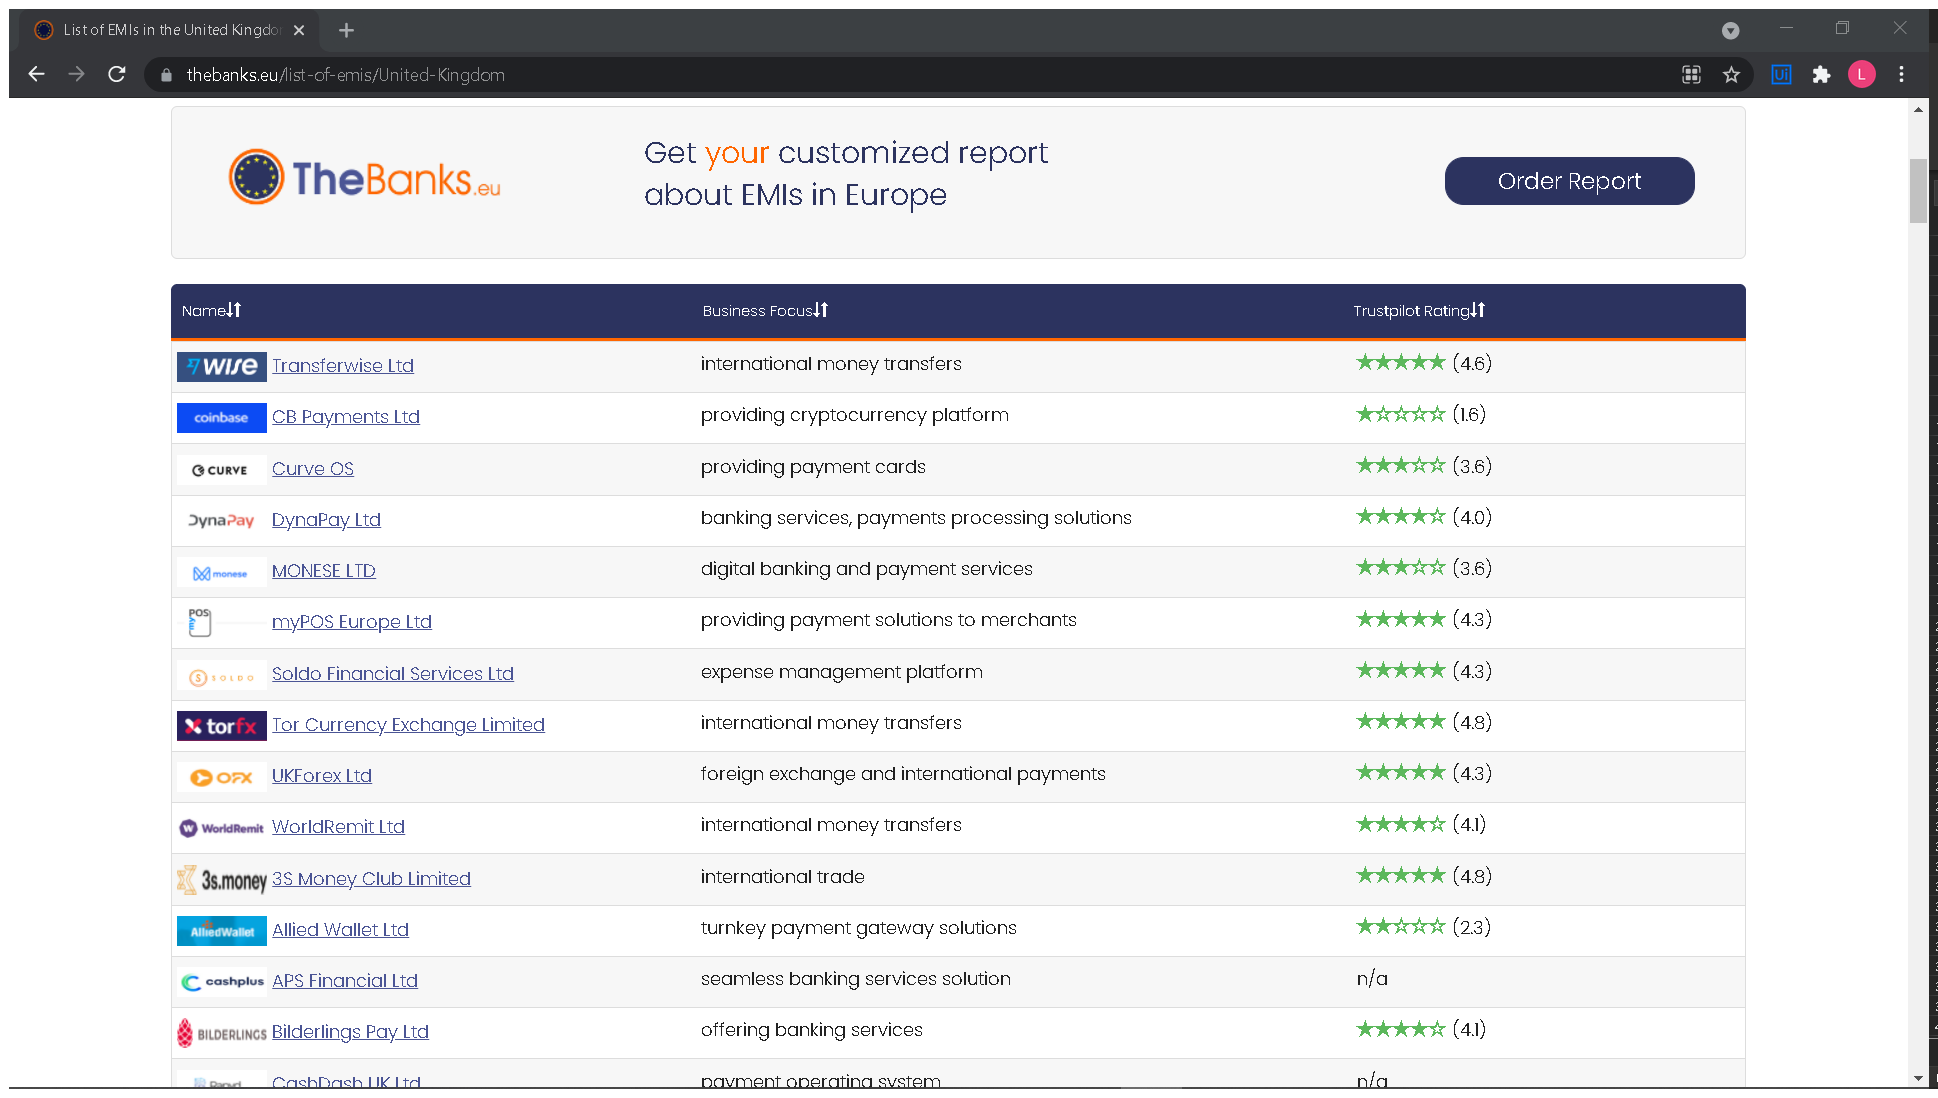 List of EMIs in the United Kingdo
thebanks.eu/list-of-emis/United-Kingdom
Ui
L
TheBanks.eu
Get your customized report
about EMIs in Europe
Order Report
Name Business Focus Trustpilot Rating
WISE Transferwise Ltd international money transfers (4.6)
coinbase CB Payments Ltd providing cryptocurrency platform (1.6)
CURVE Curve OS providing payment cards (3.6)
DynaPay DynaPay Ltd banking services, payments processing solutions (4.0)
monese MONESE LTD digital banking and payment services (3.6)
myPOS myPOS Europe Ltd providing payment solutions to merchants (4.3)
SOLDO Soldo Financial Services Ltd expense management platform (4.3)
torfx Tor Currency Exchange Limited international money transfers (4.8)
OFX UKForex Ltd foreign exchange and international payments (4.3)
WorldRemit WorldRemit Ltd international money transfers (4.1)
3s.money 3S Money Club Limited international trade (4.8)
AlliedWallet Allied Wallet Ltd turnkey payment gateway solutions (2.3)
cashplus APS Financial Ltd seamless banking services solution n/a
BILDERLINGS Bilderlings Pay Ltd offering banking services (4.1)
CashDash UK Ltd payment operating system n/a